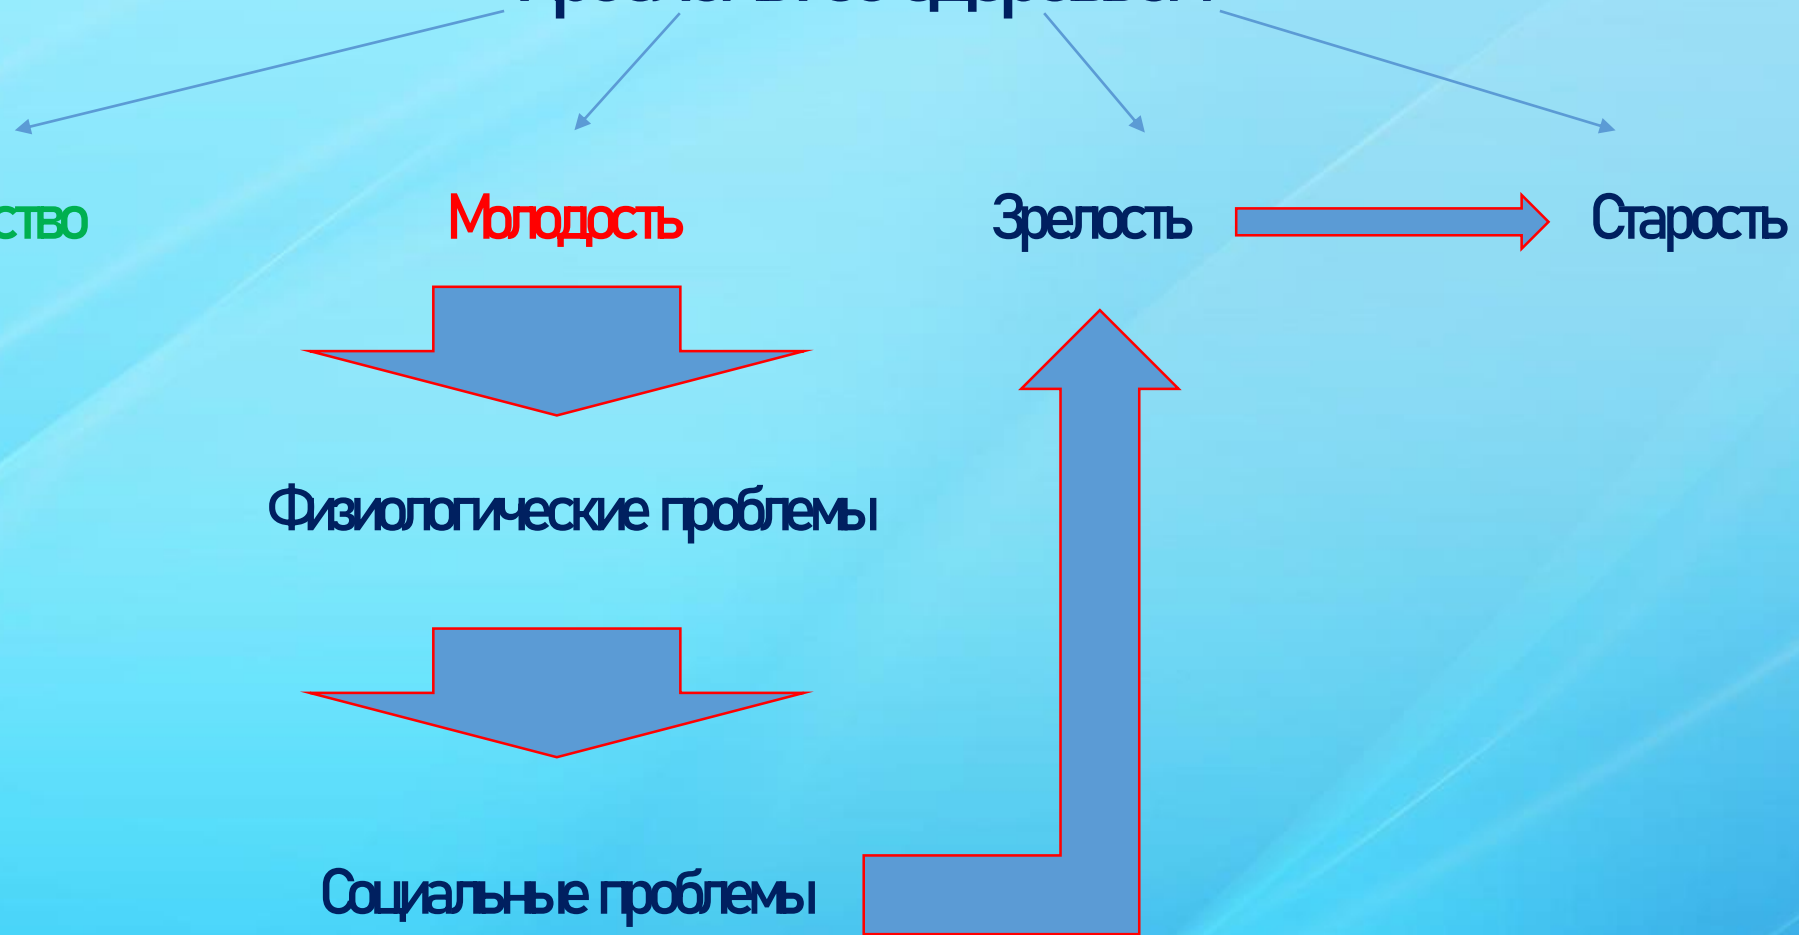 Молодость
Зрелость
Старость
Физиологические проблемы
Социальные проблемы